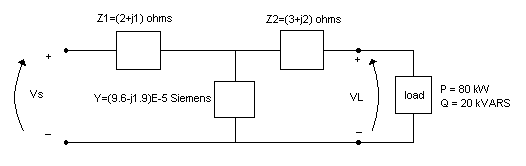 Z1=(2+j1) ohms
Z2=(3+j2) ohms
+
+
Vs
Y=(9.6-j1.9)E-5 Siemens
VL
load
P = 80 kW
Q = 20 kVARS
–
–